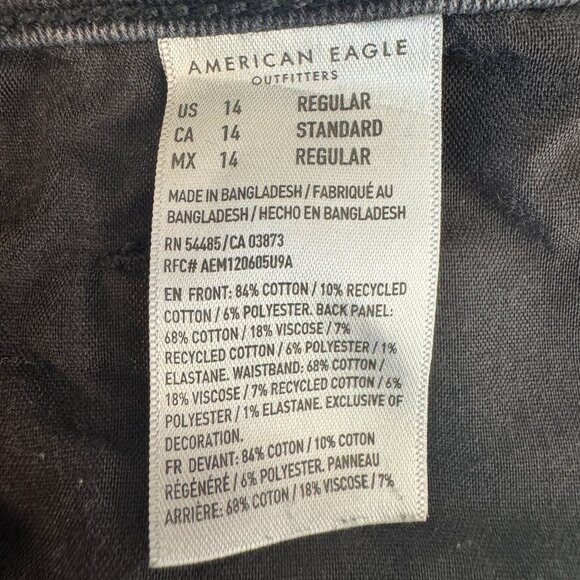 AMERICAN EAGLE
OUTFITTERS
US 14 REGULAR
CA 14 STANDARD
MX 14 REGULAR
MADE IN BANGLADESH / FABRIQUÉ AU
BANGLADESH / HECHO EN BANGLADESH
RN 54485 / CA 03873
RFC# AEM120605U9A
EN FRONT: 84% COTTON / 10% RECYCLED
COTTON / 6% POLYESTER. BACK PANEL:
68% COTTON / 18% VISCOSE / 7%
RECYCLED COTTON / 6% POLYESTER / 1%
ELASTANE. WAISTBAND: 68% COTTON /
18% VISCOSE / 7% RECYCLED COTTON / 6%
POLYESTER / 1% ELASTANE. EXCLUSIVE OF
DECORATION.
FR DEVANT: 84% COTON / 10% COTON
RÉGÉNÉRÉ / 6% POLYESTER. PANNEAU
ARRIÈRE: 68% COTON / 18% VISCOSE / 7%